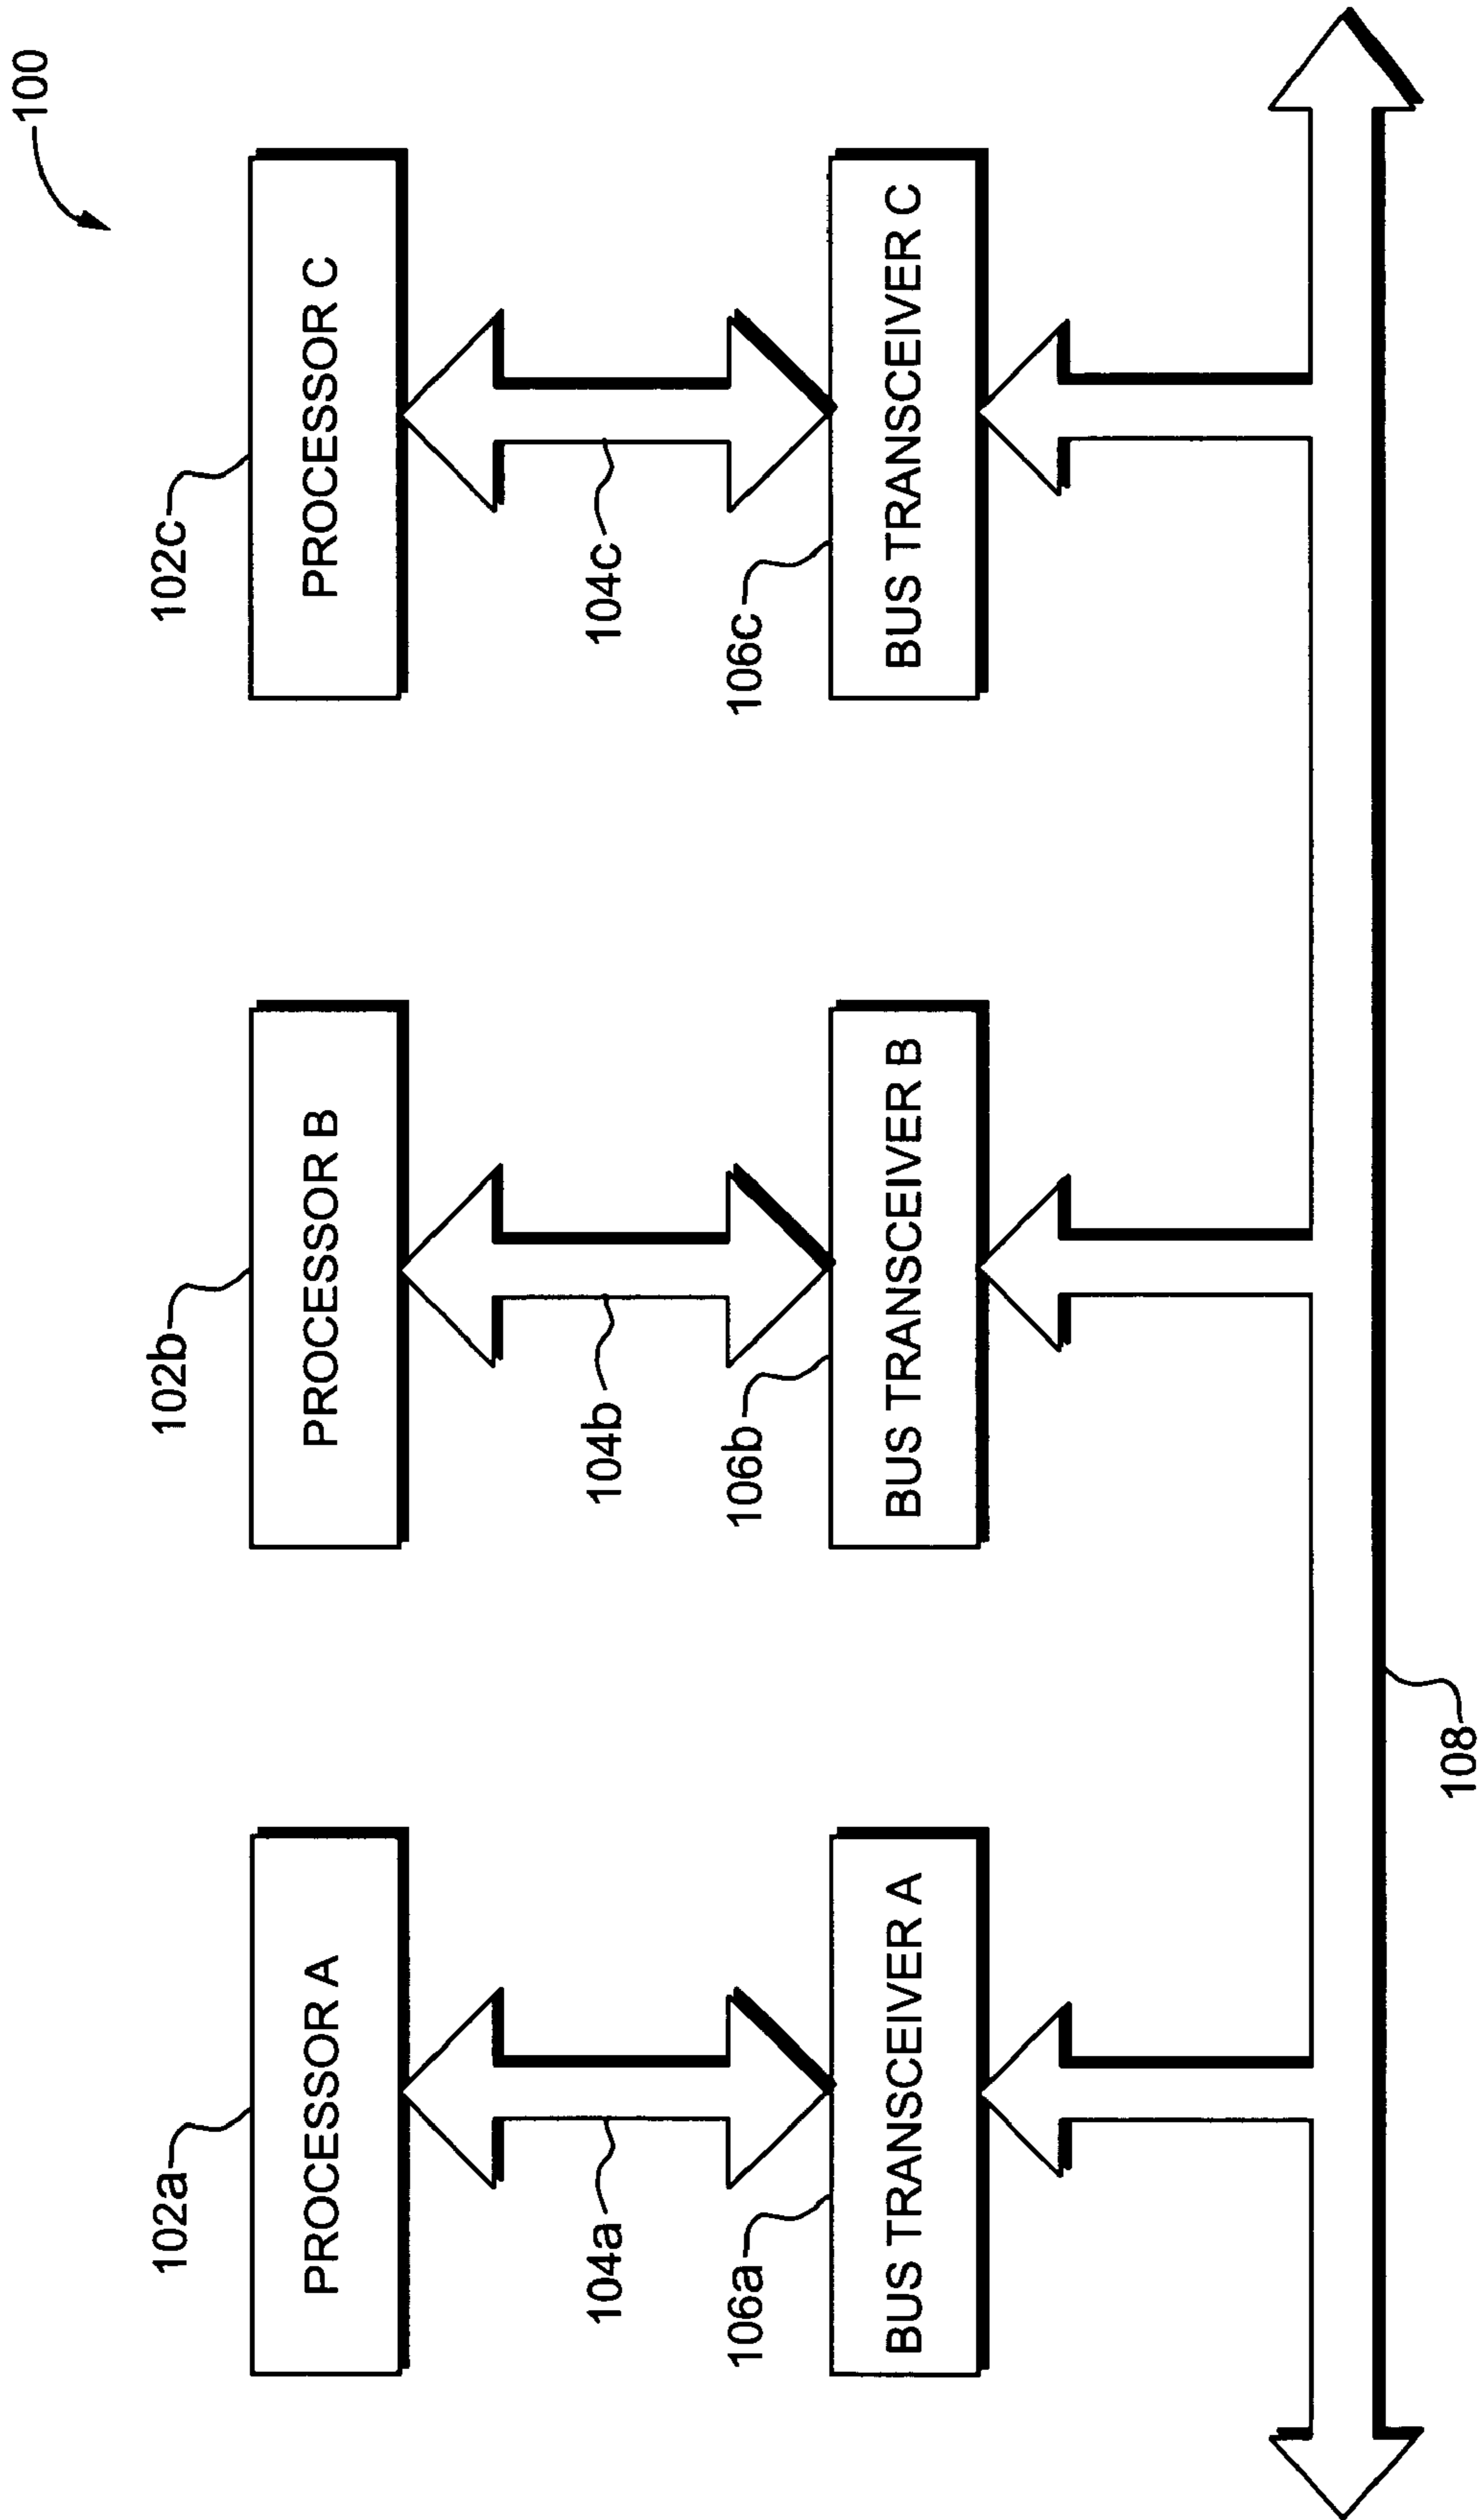 100
102a
102b
102c
PROCESSOR A
PROCESSOR B
PROCESSOR C
104a
104b
104c
106a
106b
106c
BUS TRANSCEIVER A
BUS TRANSCEIVER B
BUS TRANSCEIVER C
108